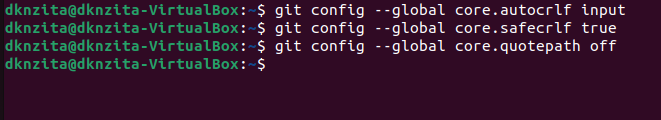 dknzita@dknzita-VirtualBox:~$ git config --global core.autocrlf input
dknzita@dknzita-VirtualBox:~$ git config --global core.safecrlf true
dknzita@dknzita-VirtualBox:~$ git config --global core.quotepath off
dknzita@dknzita-VirtualBox:~$